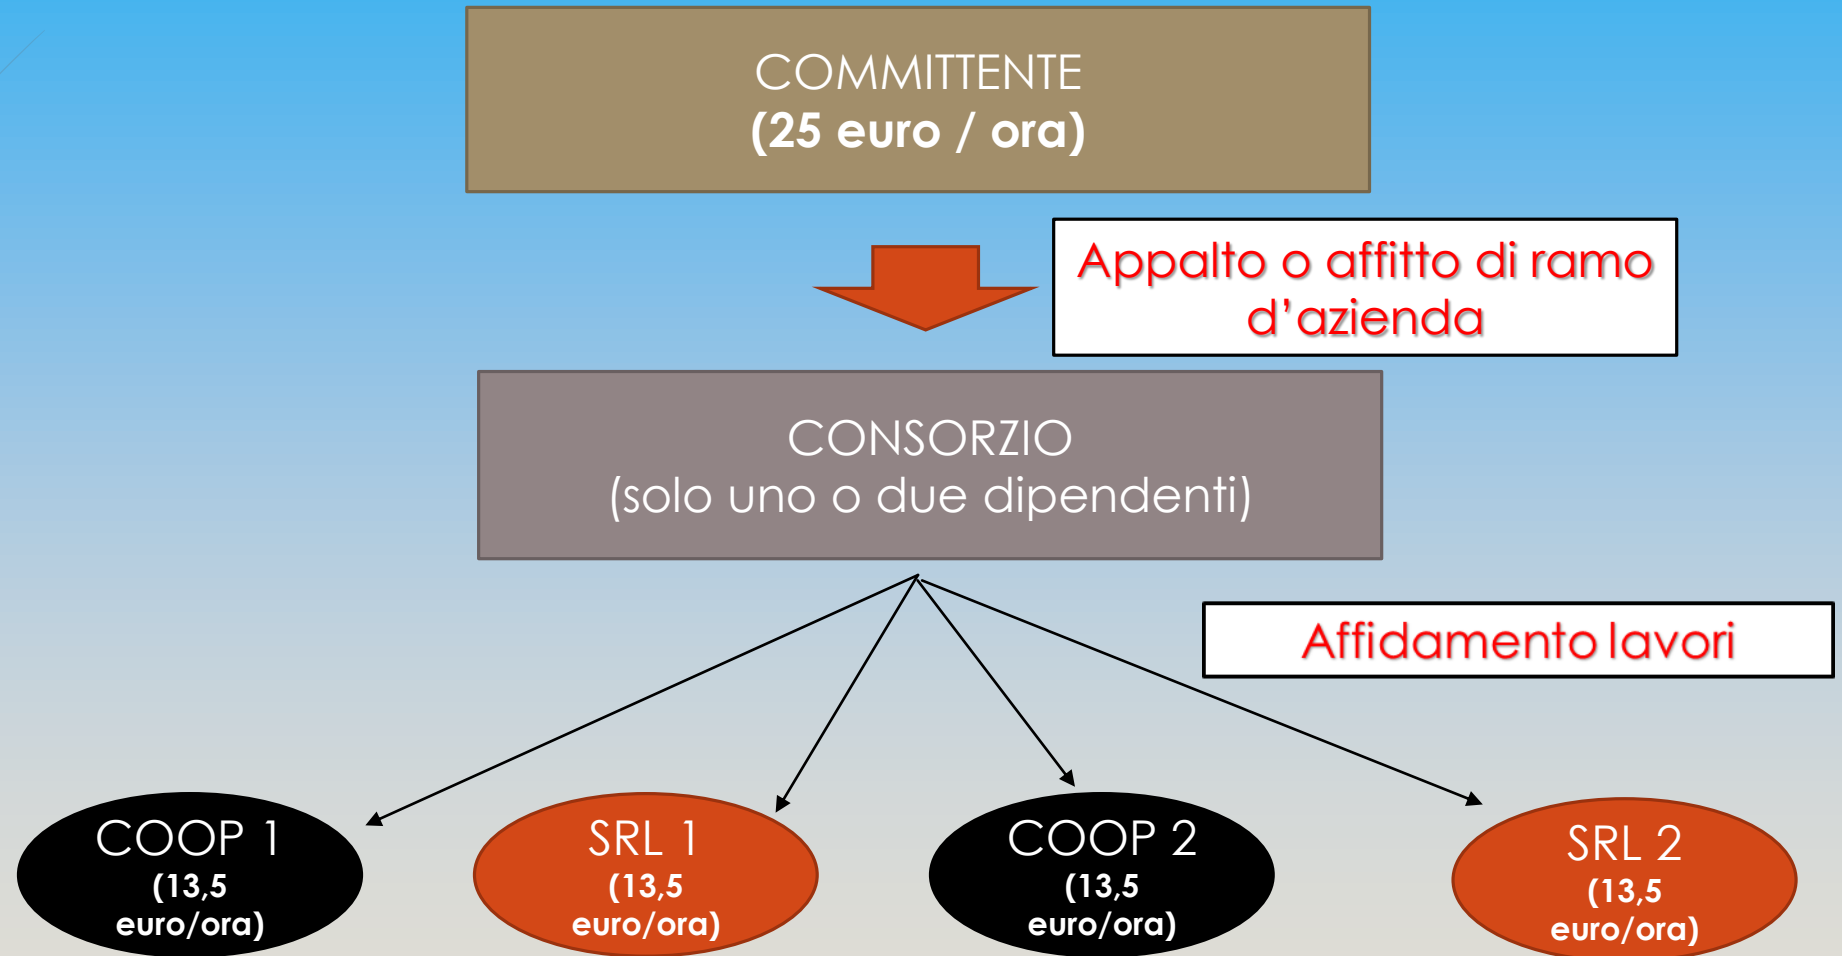 COMMITTENTE
(25 euro / ora)
Appalto o affitto di ramo
d’azienda
CONSORZIO
(solo uno o due dipendenti)
Affidamento lavori
COOP 1
(13,5
euro/ora)
SRL 1
(13,5
euro/ora)
COOP 2
(13,5
euro/ora)
SRL 2
(13,5
euro/ora)